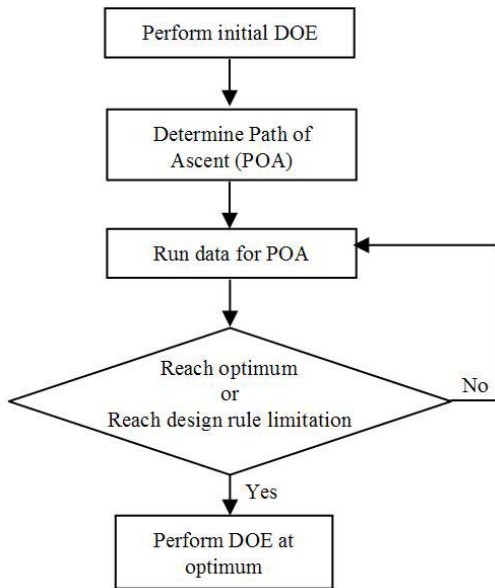 Perform initial DOE
Determine Path of
Ascent (POA)
Run data for POA
Reach optimum
or
Reach design rule limitation
No
Yes
Perform DOE at
optimum